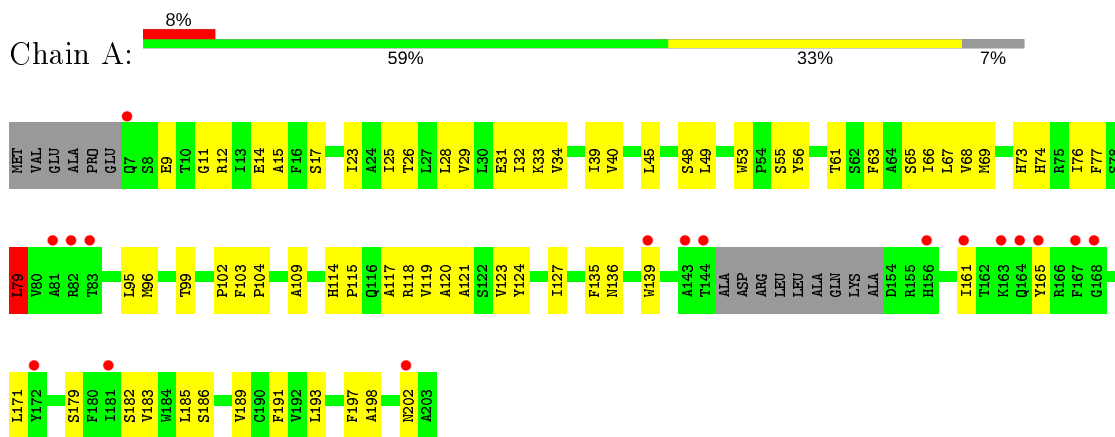 8%
Chain A:
59% 33% 7%
MET VAL GLU ALA PRO GLU Q7 S8 E9 T10 G11 R12 I13 E14 A15 F16 S17 I23 A24 I25 T26 L27 L28 V29 L30 E31 I32 K33 V34 I39 V40 L45 S48 L49 W53 P54 S55 Y56 T61 S62 F63 A64 S65 I66 L67 V68 M69 H73 H74 R75 I76 F77 S78
L79 V80 A81 R82 T83 L95 M96 T99 P102 F103 P104 A109 H114 P115 Q116 A117 R118 V119 A120 A121 S122 V123 Y124 I127 F135 N136 W139 A143 T144 ALA ASP ARG LEU LEU ALA GLN LYS ALA D154 R155 H156 I161 T162 K163 Q164 Y165 R166 F167 G168
L171 Y172 S179 F180 I181 S182 V183 W184 L185 S186 V189 C190 F191 V192 L193 F197 A198 N202 A203